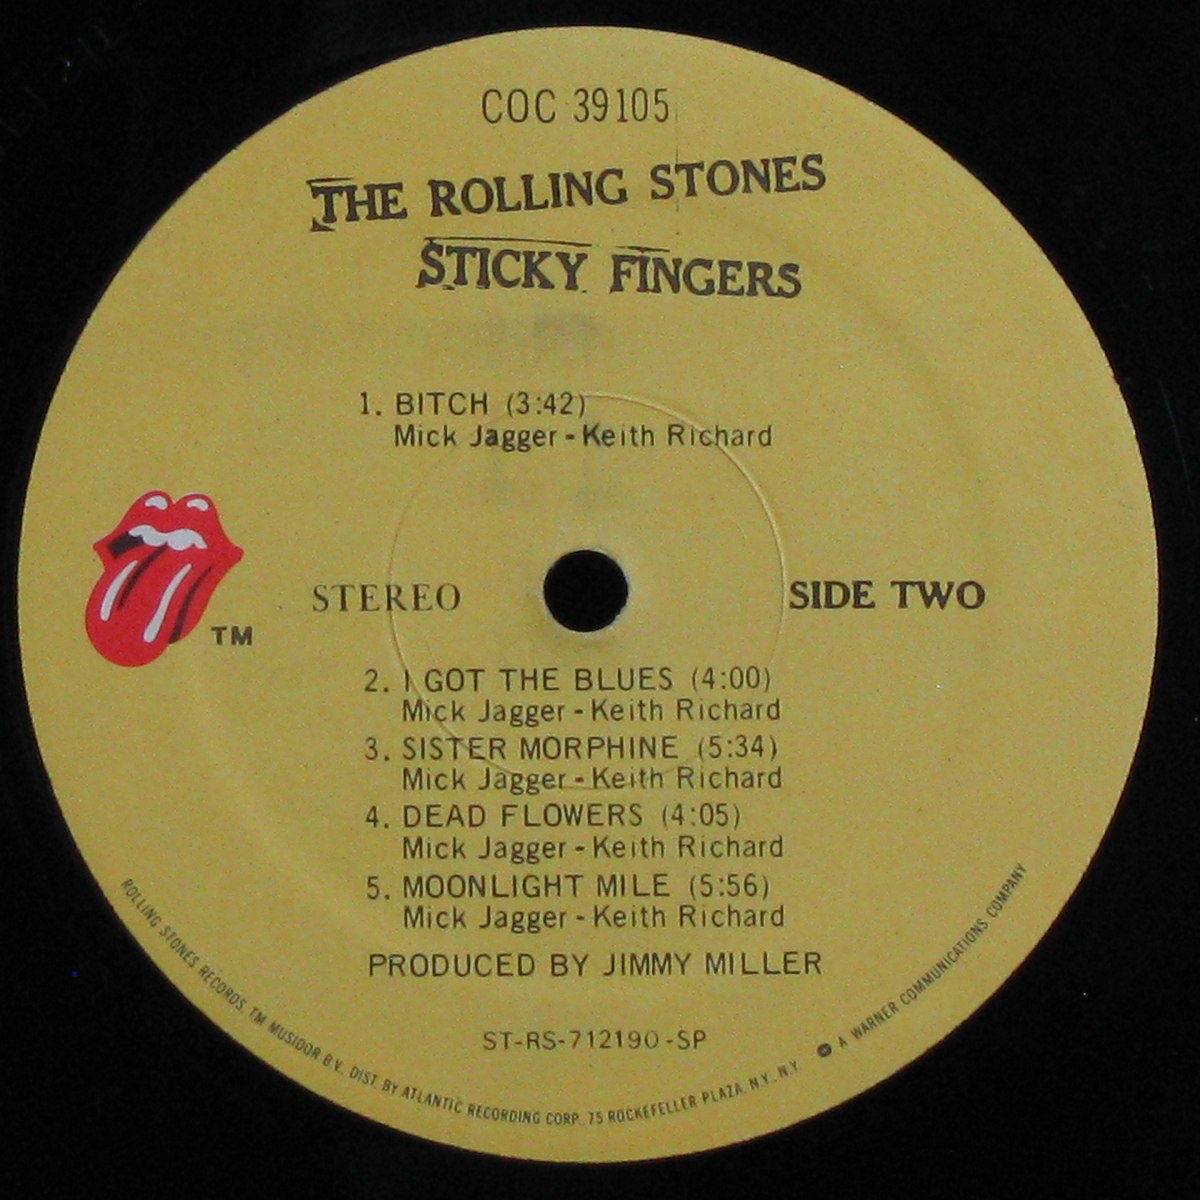 COC 39105
THE ROLLING STONES
STICKY FINGERS
1. BITCH (3:42)
Mick Jagger - Keith Richard
TM
STEREO
SIDE TWO
2. I GOT THE BLUES (4:00)
Mick Jagger - Keith Richard
3. SISTER MORPHINE (5:34)
Mick Jagger - Keith Richard
4. DEAD FLOWERS (4:05)
Mick Jagger - Keith Richard
5. MOONLIGHT MILE (5:56)
Mick Jagger - Keith Richard
PRODUCED BY JIMMY MILLER
ST-RS-712190-SP
ROLLING STONES RECORDS, TM MUSIDOR B.V. DIST. BY ATLANTIC RECORDING CORP. 75 ROCKEFELLER PLAZA, N.Y., N.Y. A WARNER COMMUNICATIONS COMPANY